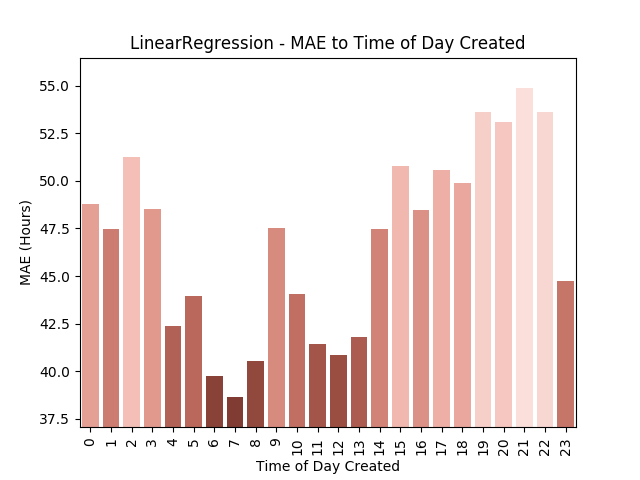 LinearRegression - MAE to Time of Day Created
MAE (Hours)
55.0
52.5
50.0
47.5
45.0
42.5
40.0
37.5
0 1 2 3 4 5 6 7 8 9 10 11 12 13 14 15 16 17 18 19 20 21 22 23
Time of Day Created